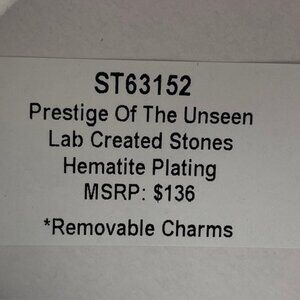 ST63152
Prestige Of The Unseen
Lab Created Stones
Hematite Plating
MSRP: $136
*Removable Charms